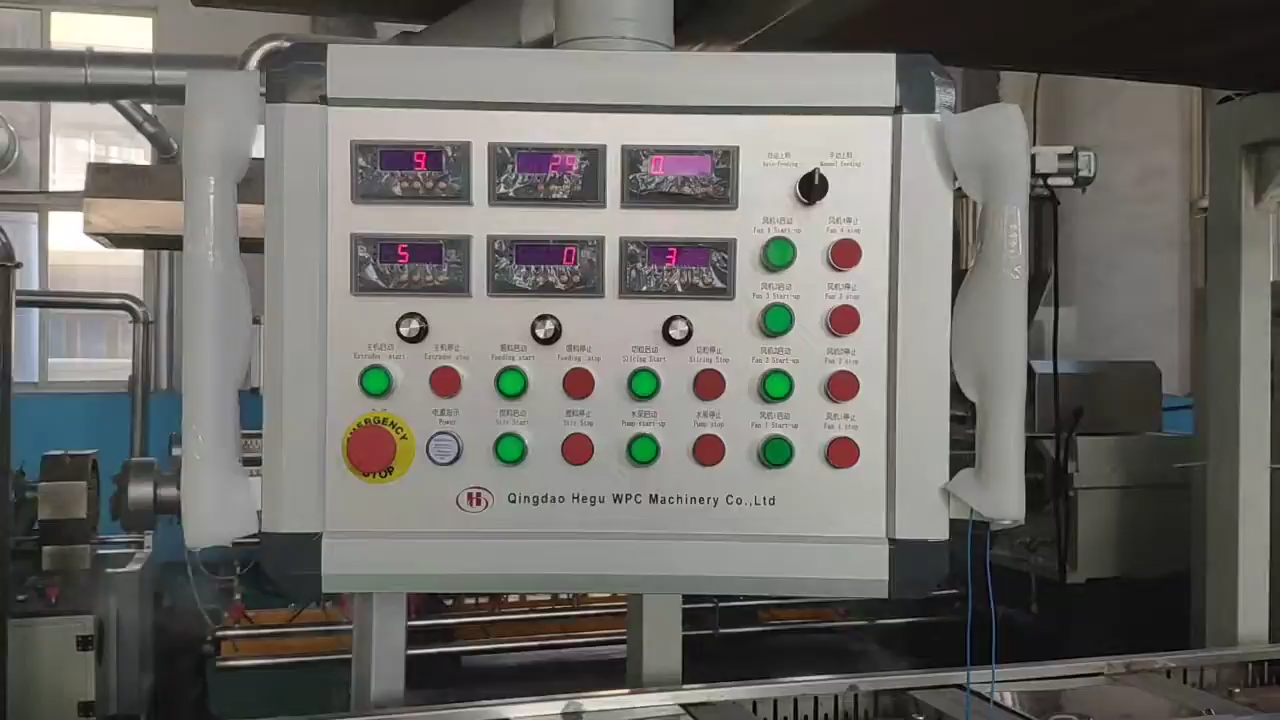 9.
29
0
自动上料
手动上料
Auto-feeding
Manual feeding
5
0
3
风机4启动
Fan 4 Start-up
风机4停止
Fan 4 stop
风机3启动
Fan 3 Start-up
风机3停止
Fan 3 stop
主机启动
Extruder start
主机停止
Extruder stop
喂料启动
Feeding start
喂料停止
Feeding stop
切粒启动
Slicing Start
切粒停止
Slicing Stop
风机2启动
Fan 2 Start-up
风机2停止
Fan 2 stop
EMERGENCY
STOP
电源指示
Power
搅料启动
Stir Start
搅料停止
Stir Stop
水泵启动
Pump start-up
水泵停止
Pump stop
风机1启动
Fan 1 Start-up
风机1停止
Fan 1 stop
H Qingdao Hegu WPC Machinery Co.,Ltd